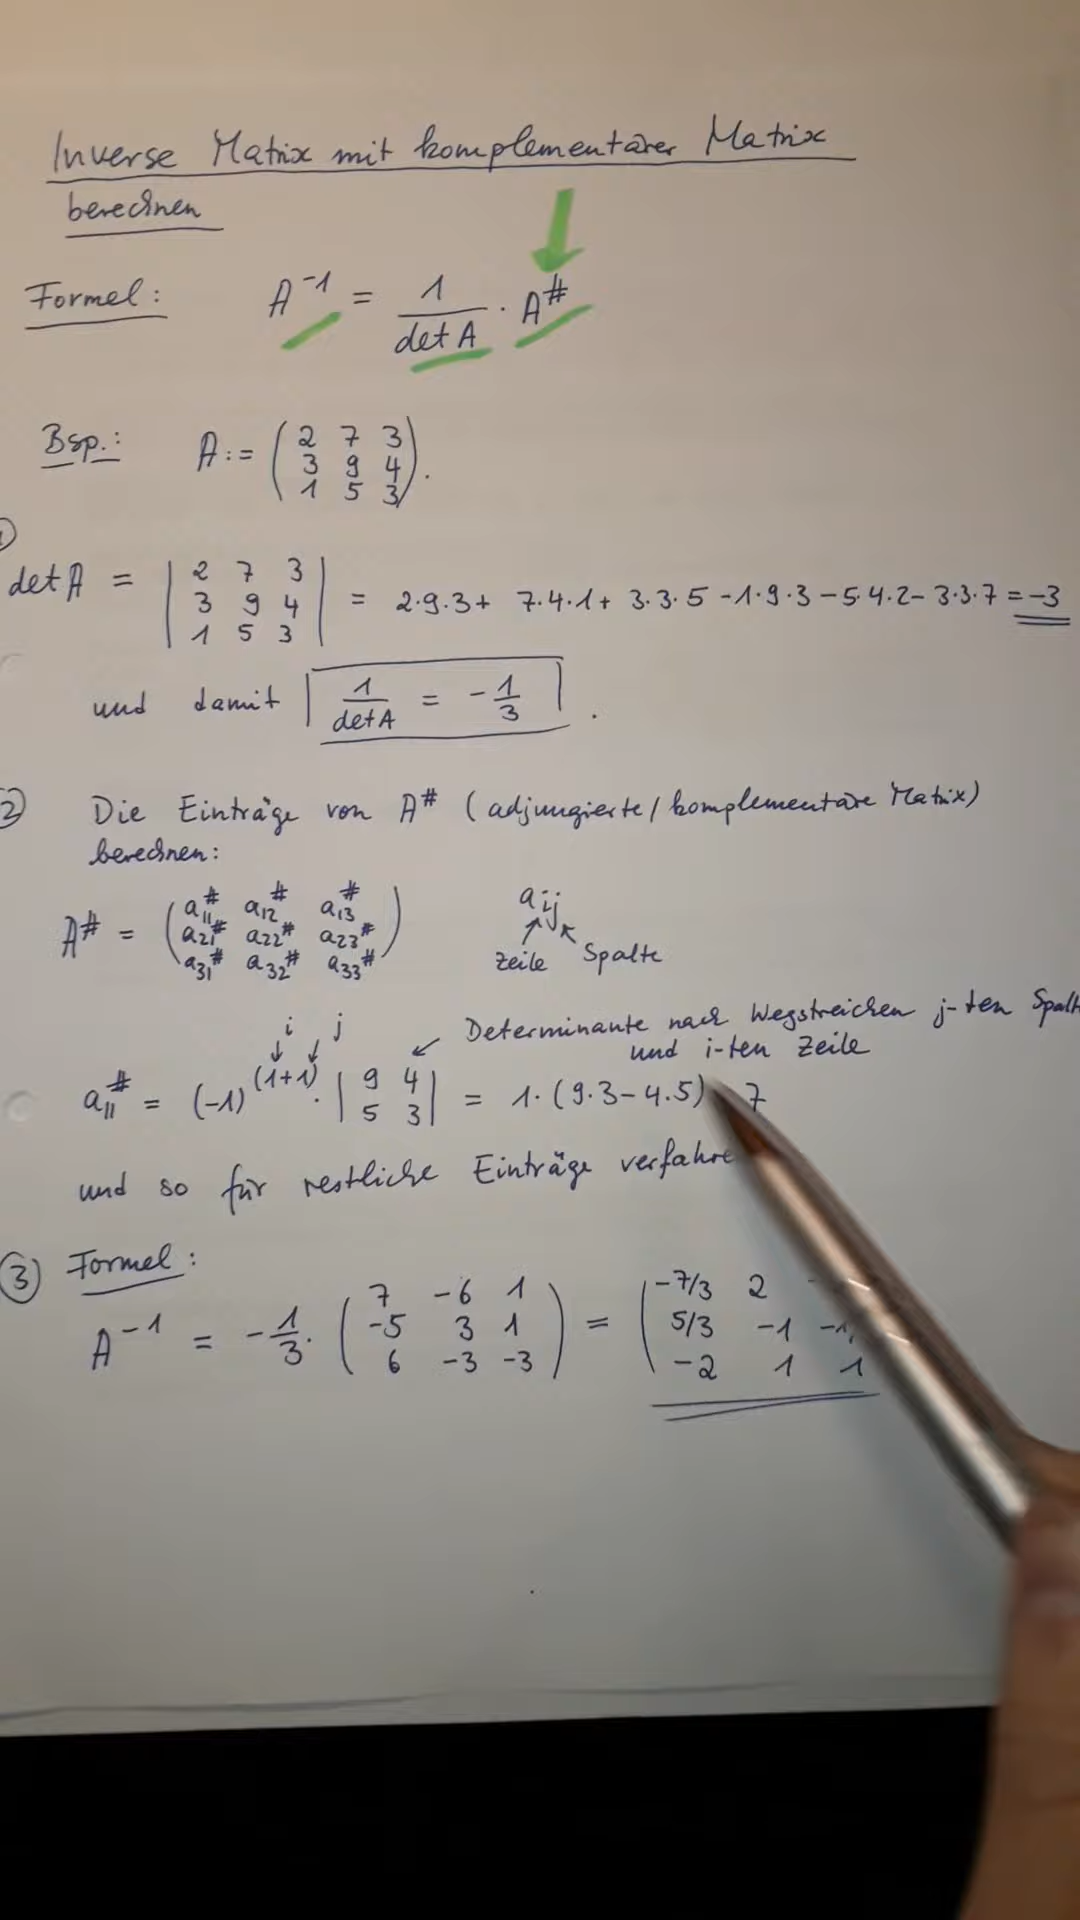 Inverse Matrix mit komplementärer Matrix
berechnen
Formel: A⁻¹ = 1/det A · A#
Bsp.: A := (2 7 3
3 9 4
1 5 3).
det A = |2 7 3
3 9 4
1 5 3| = 2·9·3 + 7·4·1 + 3·3·5 - 1·9·3 - 5·4·2 - 3·3·7 = -3
und damit 1/det A = -1/3 .
② Die Einträge von A# (adjungierte/komplementäre Matrix)
berechnen:
A# = (a₁₁# a₁₂# a₁₃#
a₂₁# a₂₂# a₂₃#
a₃₁# a₃₂# a₃₃#)
aᵢⱼ
Zeile Spalte
i j
Determinante nach Wegstreichen j-ten Spalte
und i-ten Zeile
a₁₁# = (-1)^(1+1) · |9 4
5 3| = 1·(9·3 - 4·5) 7
und so für restliche Einträge
③ Formel:
A⁻¹ = -1/3 · (7 -6 1
-5 3 1
6 -3 -3) = (-7/3 2
5/3 -1
-2 1 1